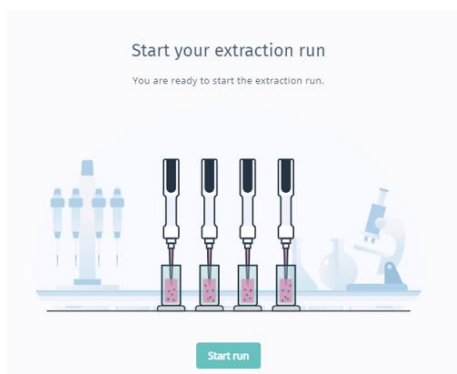 Start your extraction run
You are ready to start the extraction run.
Start run